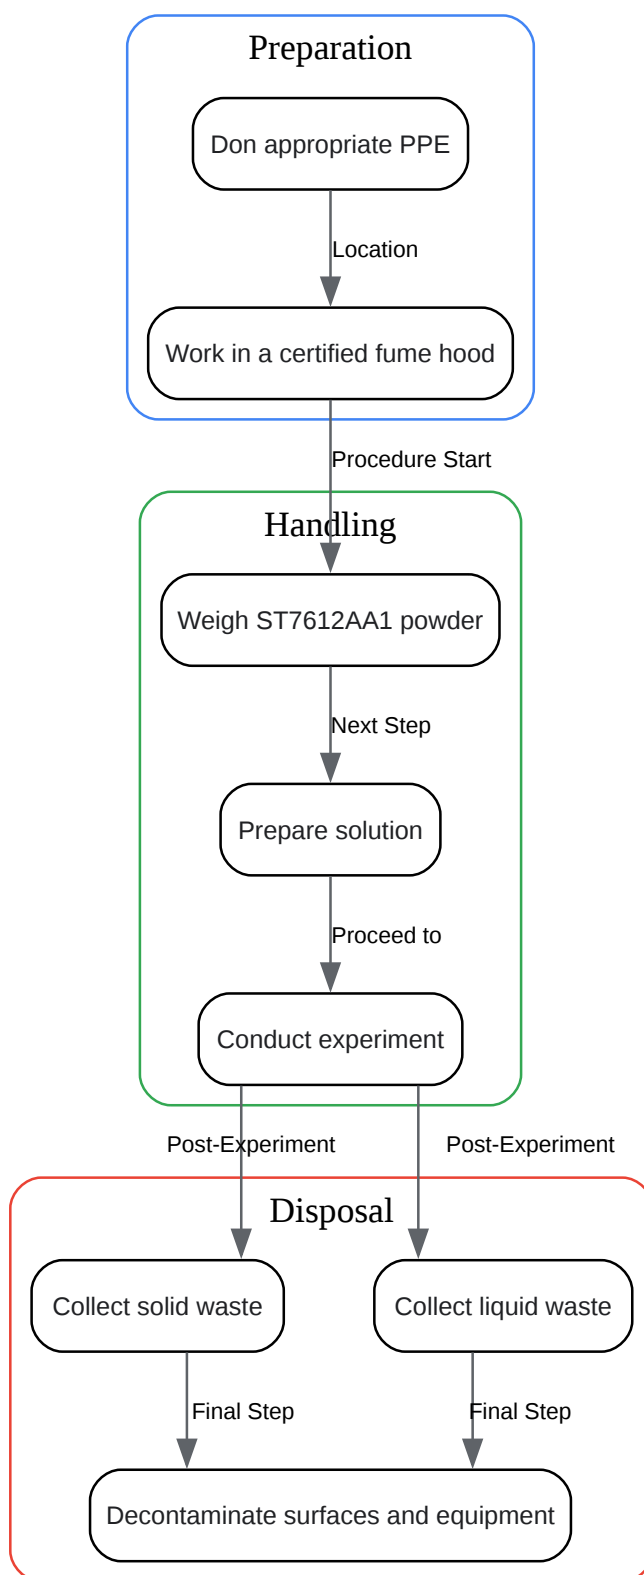 Preparation
Don appropriate PPE
Location
Work in a certified fume hood
Procedure Start
Handling
Weigh ST7612AA1 powder
Next Step
Prepare solution
Proceed to
Conduct experiment
Post-Experiment
Post-Experiment
Disposal
Collect solid waste
Collect liquid waste
Final Step
Final Step
Decontaminate surfaces and equipment